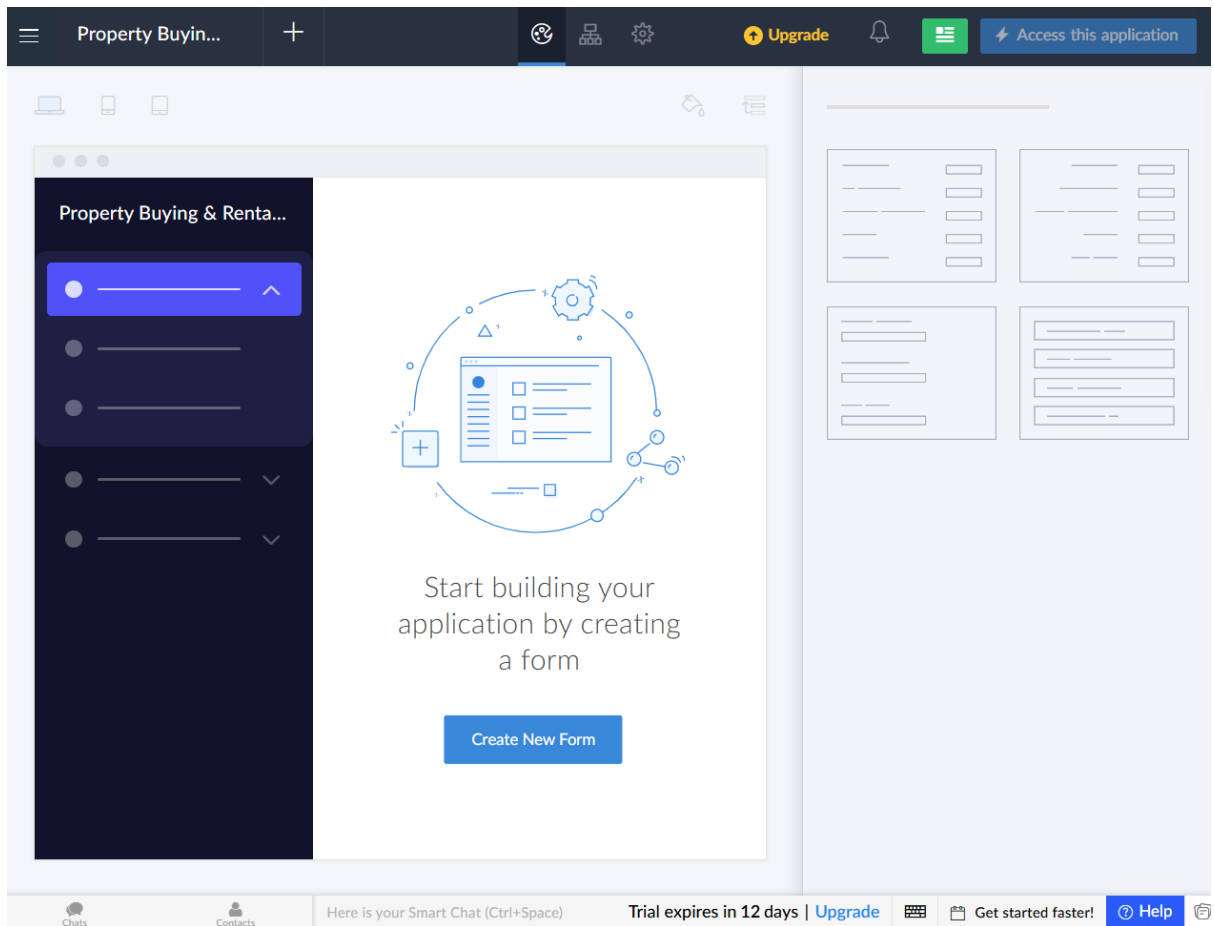 Property Buyin...
Upgrade
Access this application
Property Buying & Renta...
Start building your
application by creating
a form
Create New Form
Chats
Contacts
Here is your Smart Chat (Ctrl+Space)
Trial expires in 12 days | Upgrade
Get started faster!
Help